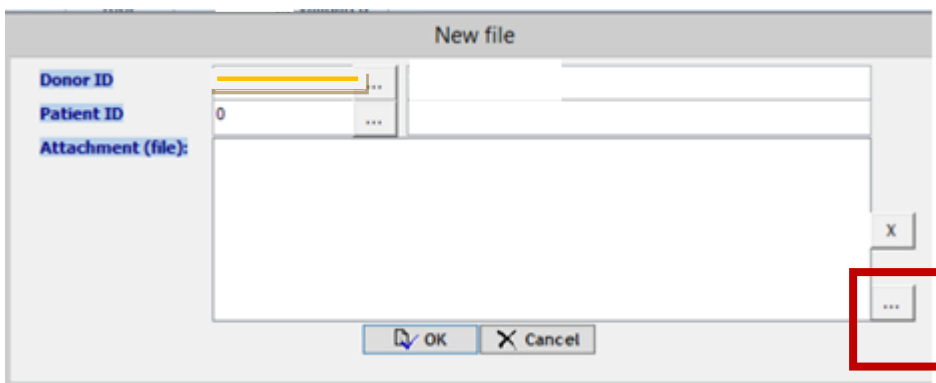 New file
Donor ID ...
Patient ID 0 ...
Attachment (file):
X
...
OK Cancel